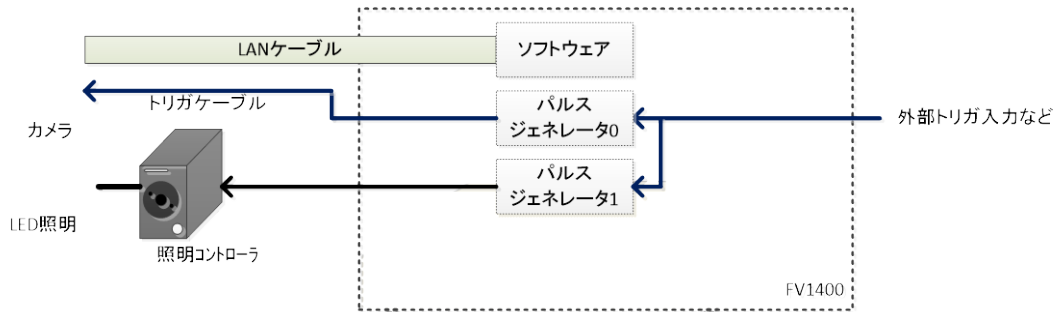 LANケーブル
ソフトウェア
トリガケーブル
パルス
ジェネレータ0
外部トリガ入力など
カメラ
パルス
ジェネレータ1
LED照明
照明コントローラ
FV1400